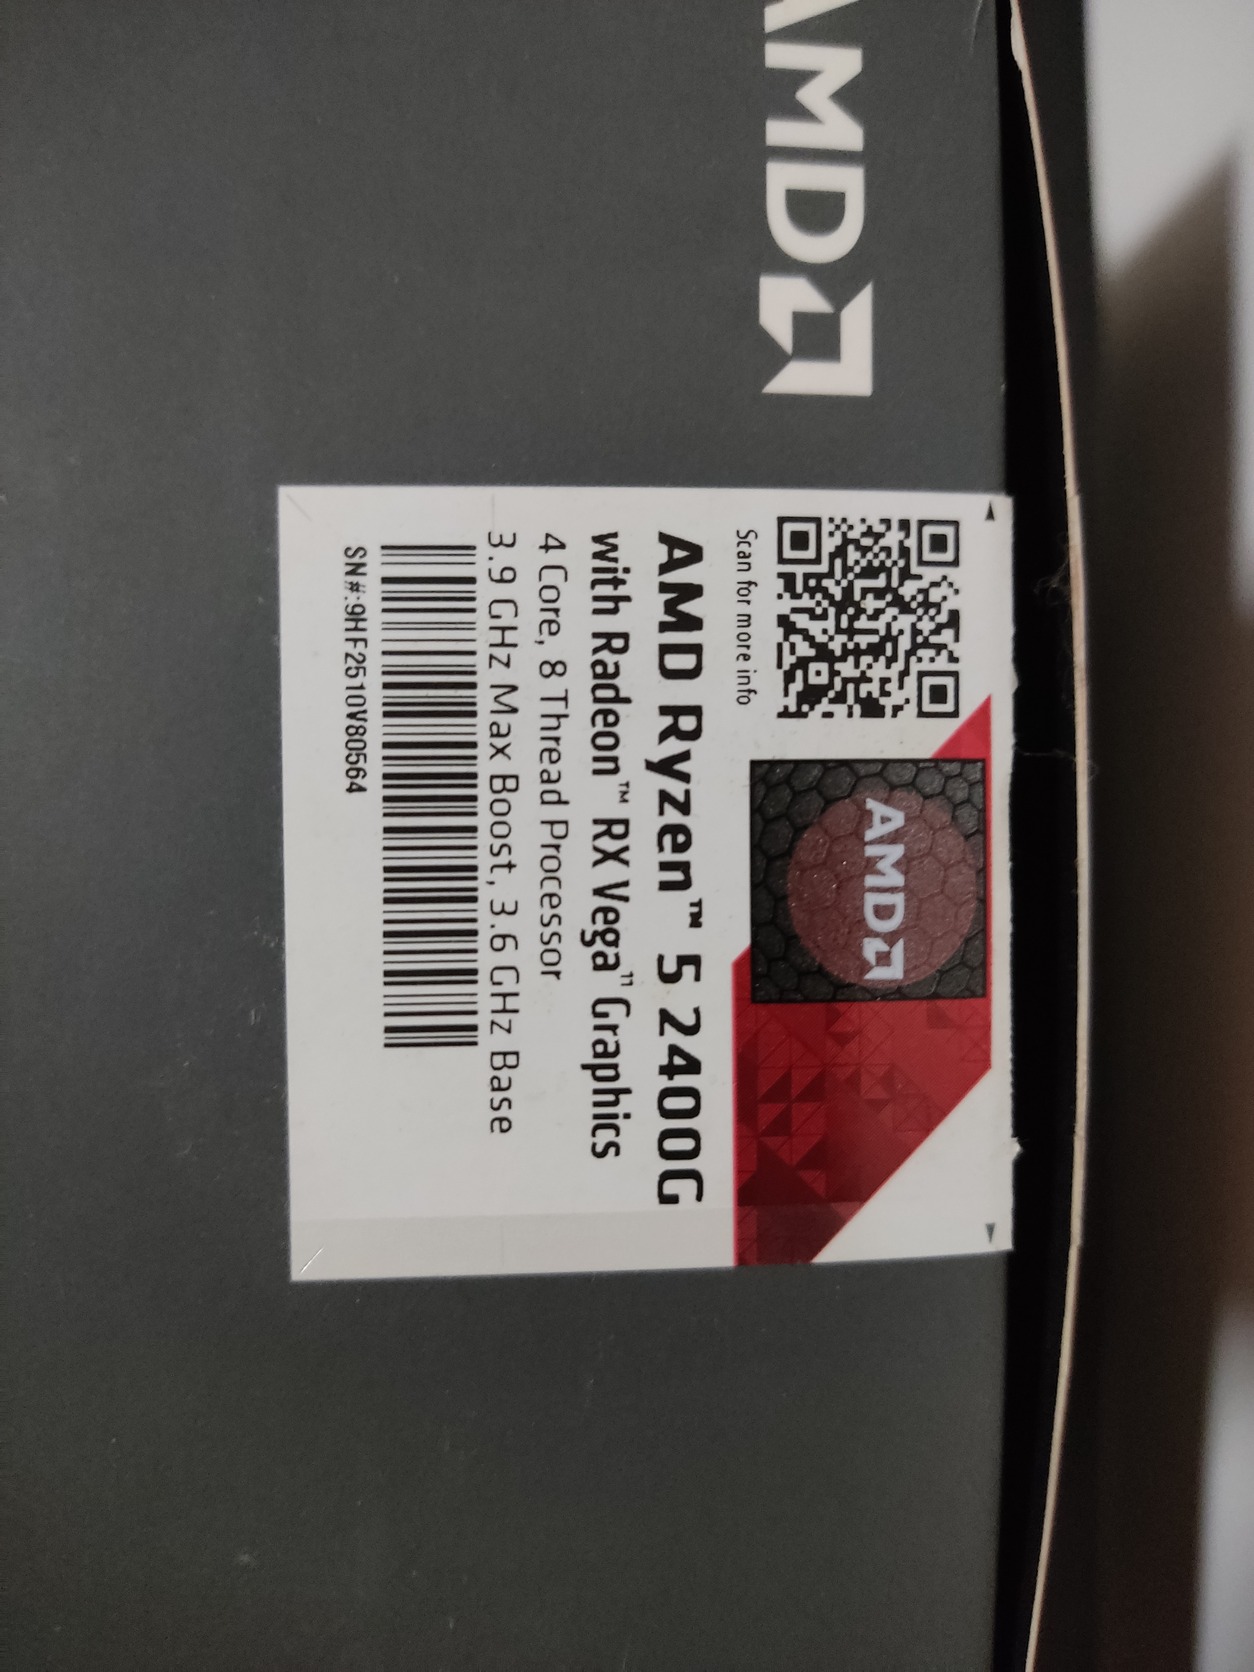 AMD
Scan for more info
AMD
AMD Ryzen™ 5 2400G
with Radeon™ RX Vega¹¹ Graphics
4 Core, 8 Thread Processor
3.9 GHz Max Boost, 3.6 GHz Base
SN#:9HF2510V80564